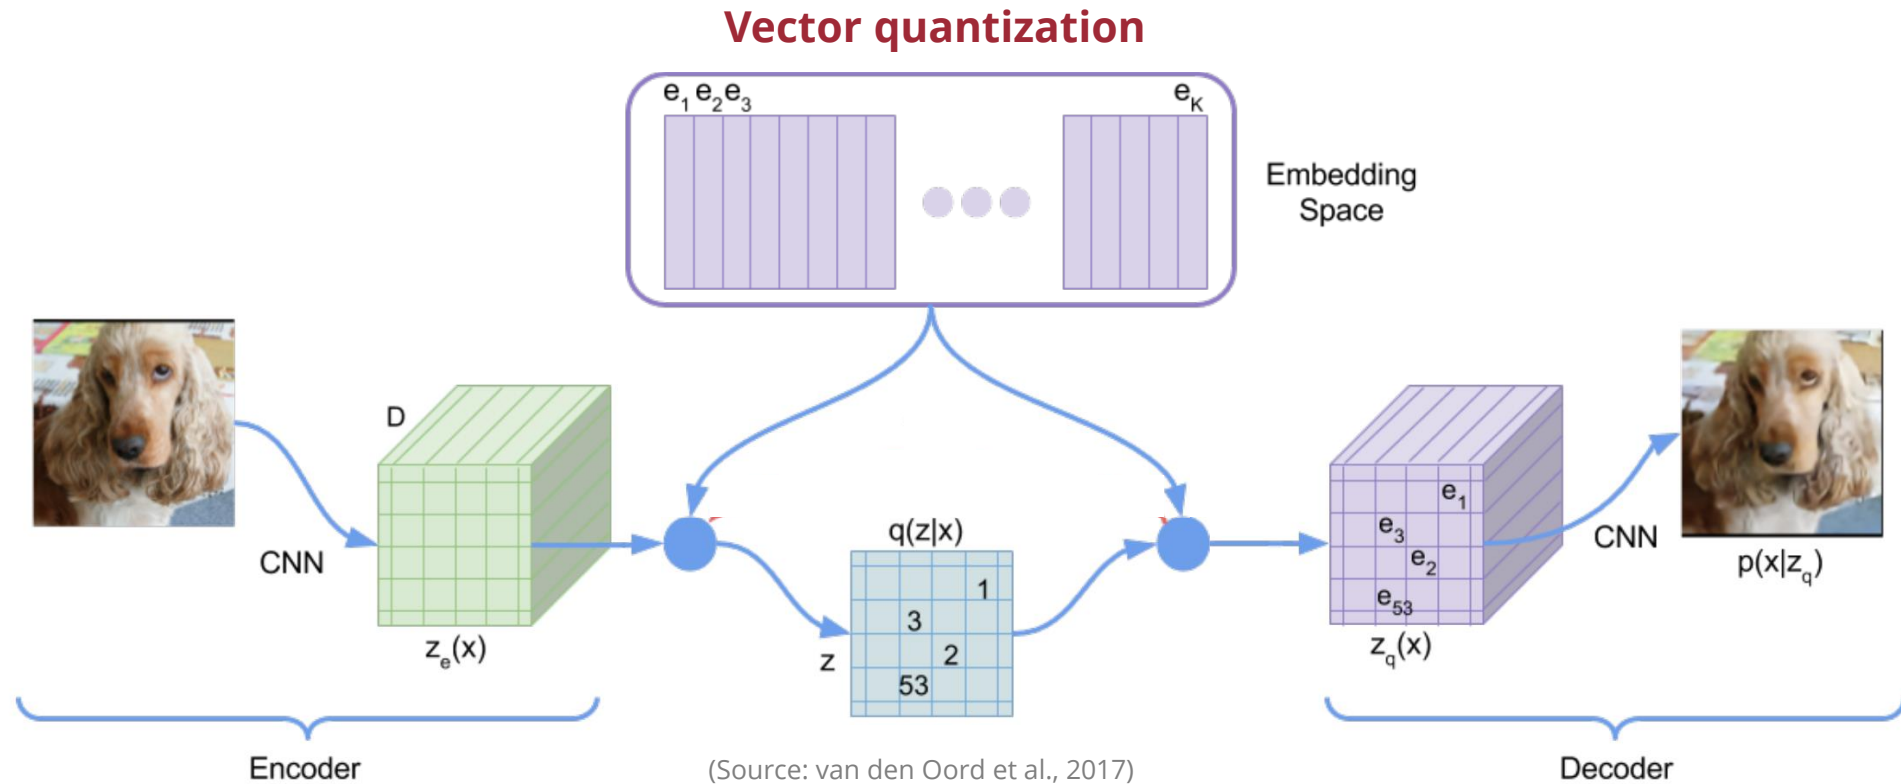 Vector quantization
e1 e2 e3
eK
Embedding
Space
D
CNN
ze(x)
q(z|x)
1
3
2
53
z
e1
e3
e2
e53
zq(x)
CNN
p(x|zq)
Encoder
(Source: van den Oord et al., 2017)
Decoder